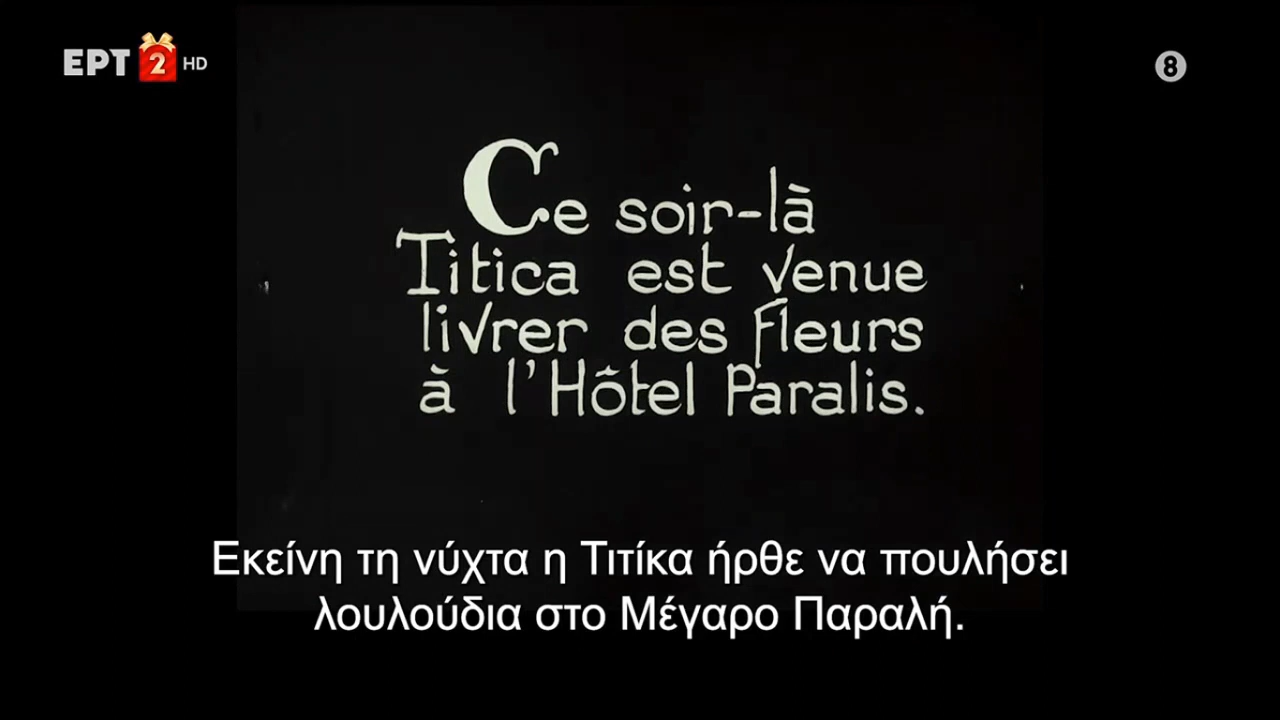 ΕΡΤ 2 HD
8
Ce soir-là
Titica est venue
livrer des fleurs
à l'Hôtel Paralis.
Εκείνη τη νύχτα η Τιτίκα ήρθε να πουλήσει
λουλούδια στο Μέγαρο Παραλή.